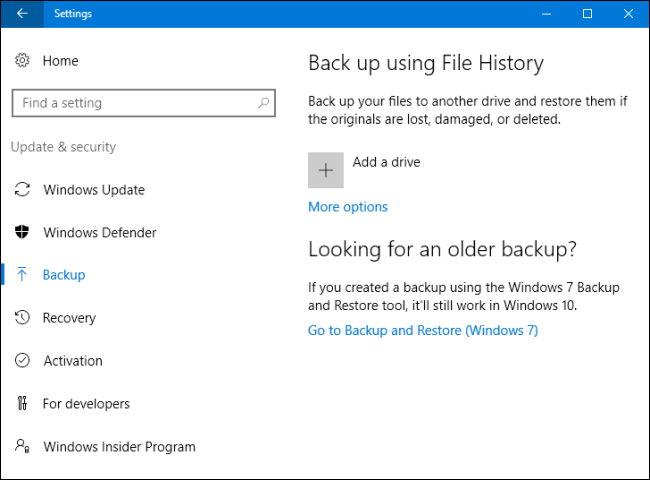 Settings
Home
Find a setting
Update & security
Windows Update
Windows Defender
Backup
Recovery
Activation
For developers
Windows Insider Program
Back up using File History
Back up your files to another drive and restore them if
the originals are lost, damaged, or deleted.
Add a drive
More options
Looking for an older backup?
If you created a backup using the Windows 7 Backup
and Restore tool, it'll still work in Windows 10.
Go to Backup and Restore (Windows 7)